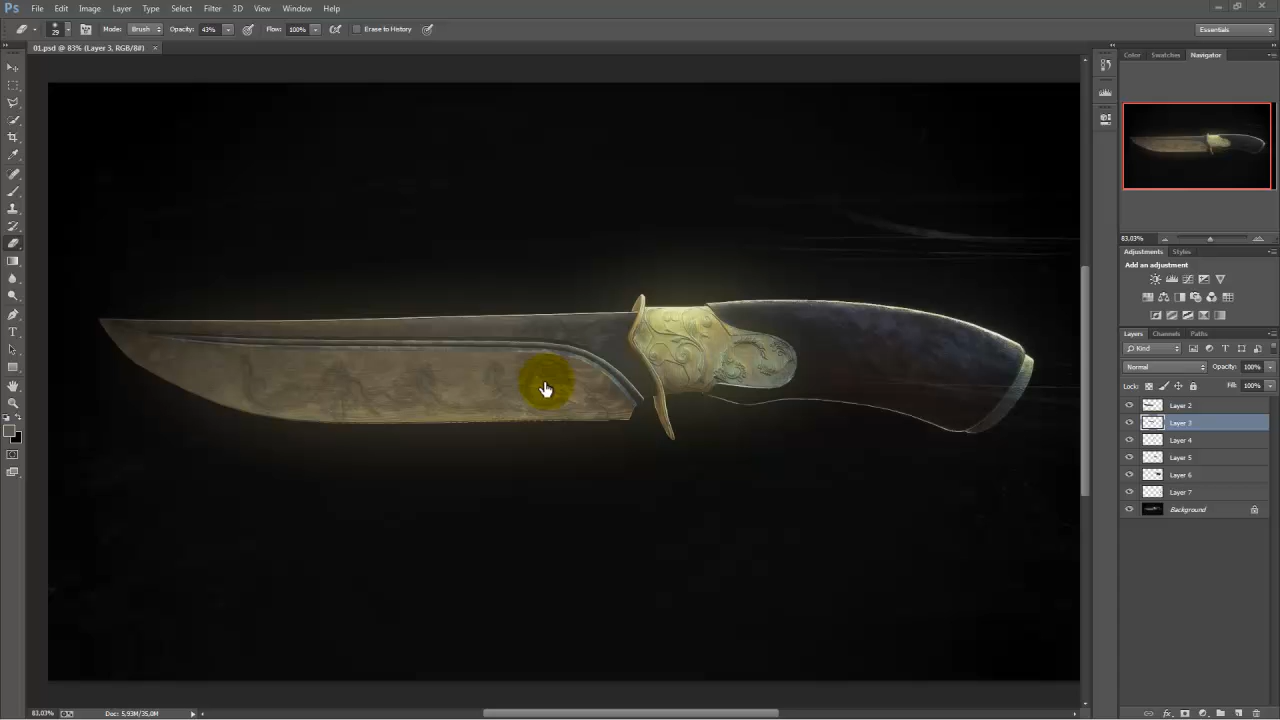 Ps File Edit Image Layer Type Select Filter 3D View Window Help
29 Mode: Brush Opacity: 43% Flow: 100% Erase to History Essentials
01.psd @ 83% (Layer 3, RGB/8#) ×
Color Swatches Navigator
83,03%
Adjustments Styles
Add an adjustment
Layers Channels Paths
Kind
Normal Opacity: 100%
Lock: Fill: 100%
Layer 2
Layer 3
Layer 4
Layer 5
Layer 6
Layer 7
Background
83,03% Doc: 5,93M/35,0M